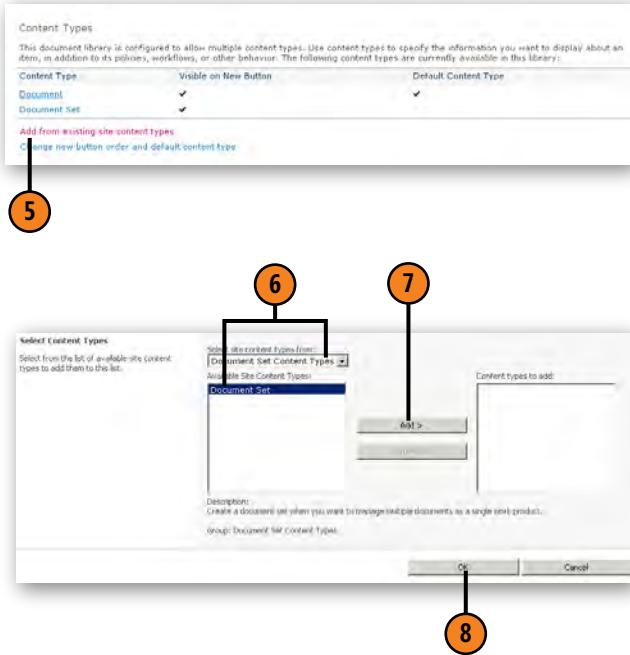 Content Types
This document library is configured to allow multiple content types. Use content types to specify the information you want to display about an
item, in addition to its policies, workflows, or other behavior. The following content types are currently available in this library:
Content Type Visible on New Button Default Content Type
Document ✔ ✔
Document Set ✔
Add from existing site content types
Change new button order and default content type
5
6 7
Select Content Types
Select from the list of available site content
types to add them to this list.
Select site content types from:
Document Set Content Types
Available Site Content Types:
Document Set
Content types to add:
Add >
Description:
Create a document set when you want to manage multiple documents as a single work product.
Group: Document Set Content Types
OK Cancel
8